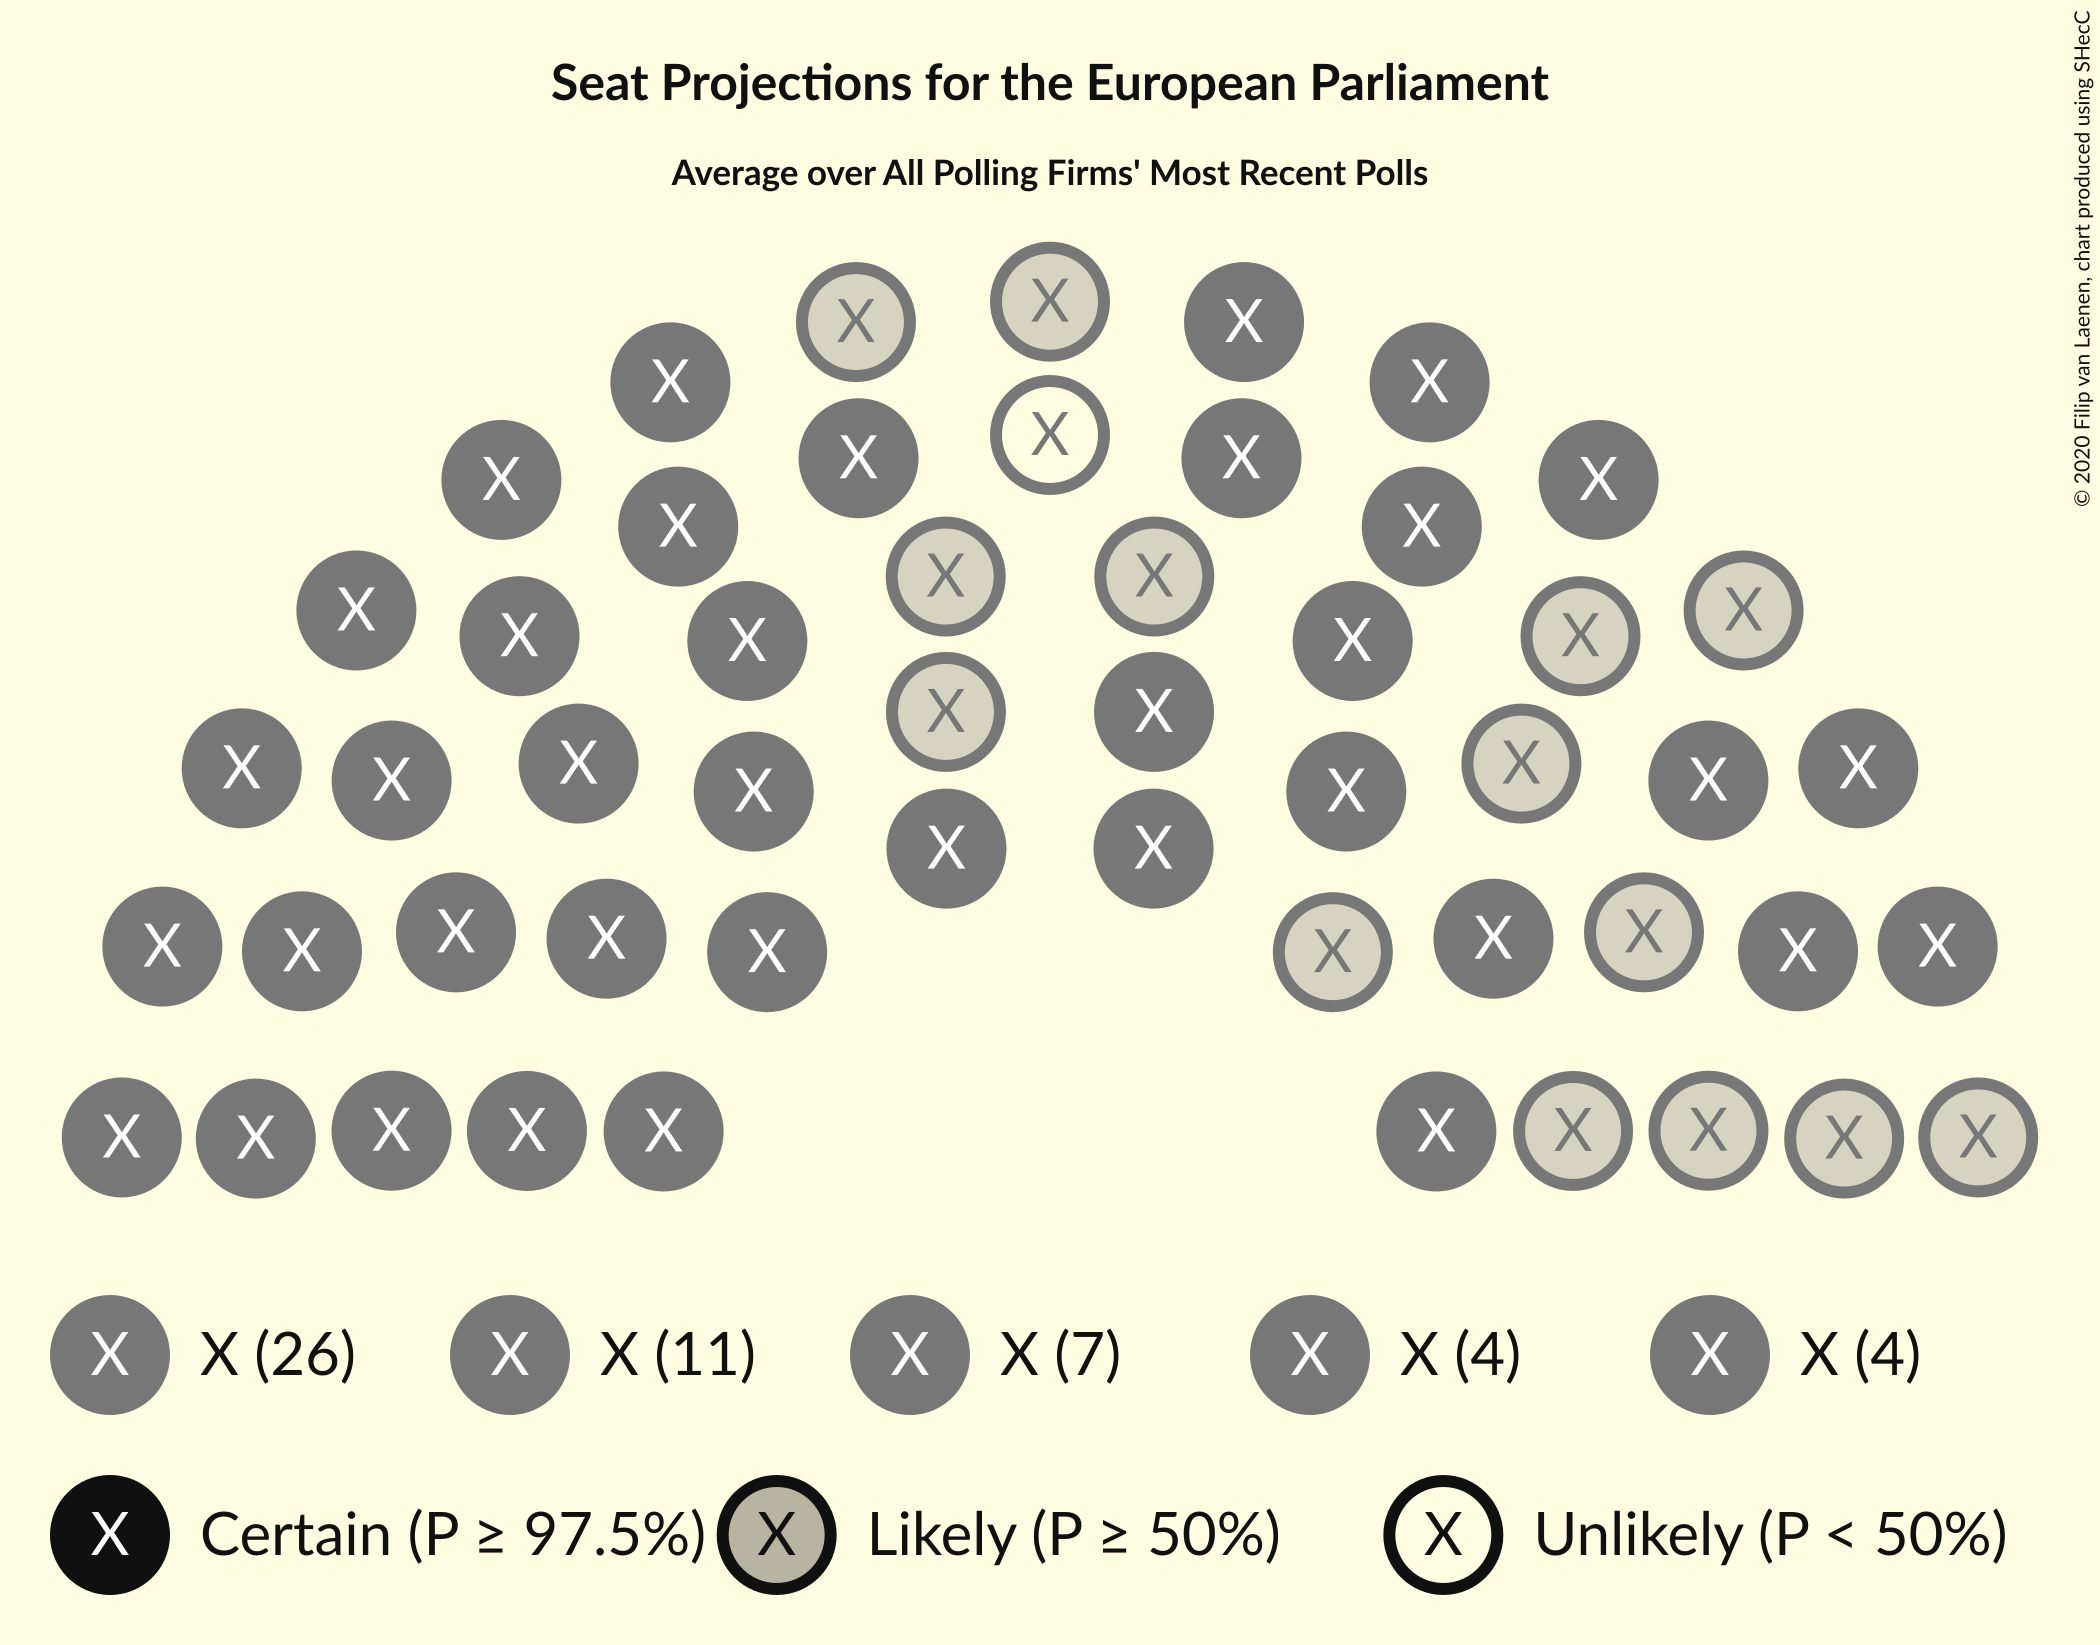 Seat Projections for the European Parliament
Average over All Polling Firms' Most Recent Polls
© 2020 Filip van Laenen, chart produced using SHecC
X X X
X X
X X X
X X
X X
X X
X X X X X X
X X
X X X X X X X X
X X
X X X X X X X X X X
X X X X X X X X X X
X X (26) X X (11) X X (7) X X (4) X X (4)
X Certain (P ≥ 97.5%) X Likely (P ≥ 50%) X Unlikely (P < 50%)